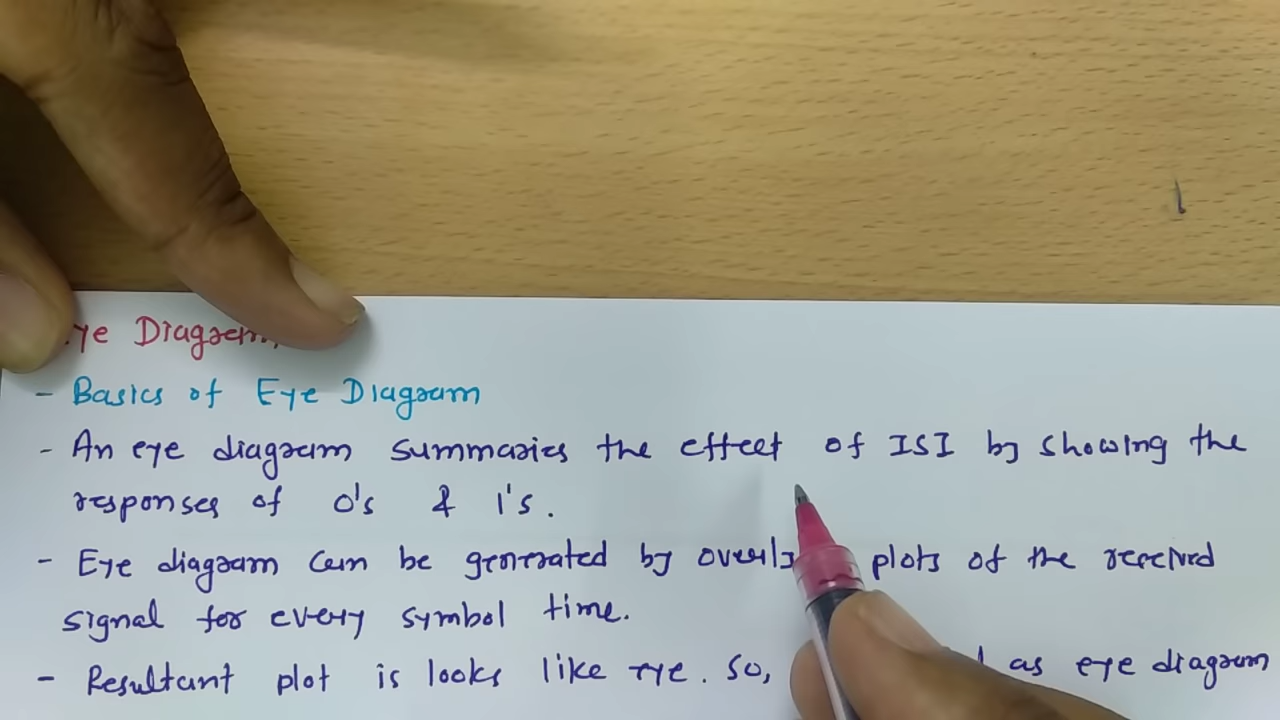 Eye Diagram
- Basics of Eye Diagram
- An eye diagram summaries the effect of ISI by showing the
responses of 0's & 1's.
- Eye diagram can be generated by plots of the received
signal for every symbol time.
- Resultant plot is looks like eye. So, as eye diagram